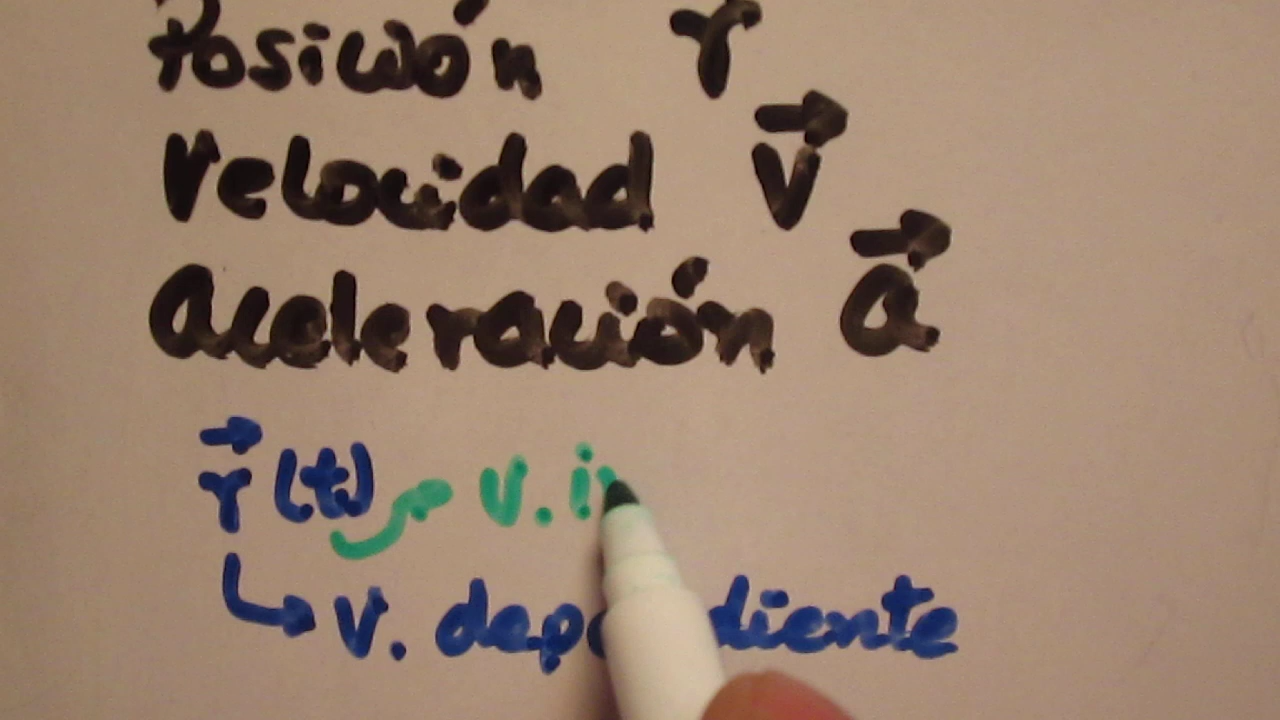 Posición r
Velocidad v⃗
aceleración a⃗
r⃗ (t) v. i
v. dependiente